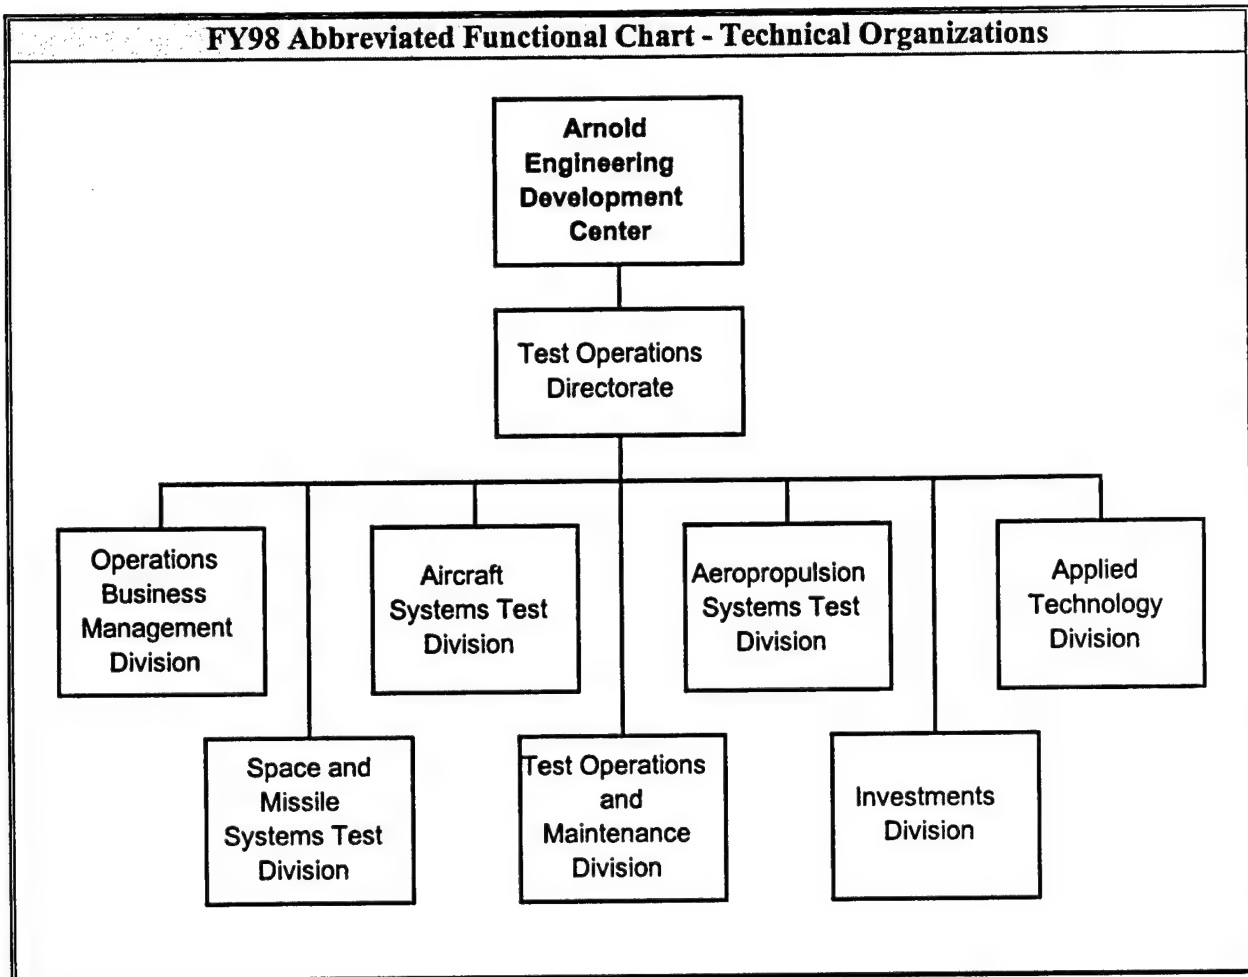 FY98 Abbreviated Functional Chart - Technical Organizations
Arnold
Engineering
Development
Center
Test Operations
Directorate
Operations
Business
Management
Division
Aircraft
Systems Test
Division
Aeropropulsion
Systems Test
Division
Applied
Technology
Division
Space and
Missile
Systems Test
Division
Test Operations
and
Maintenance
Division
Investments
Division